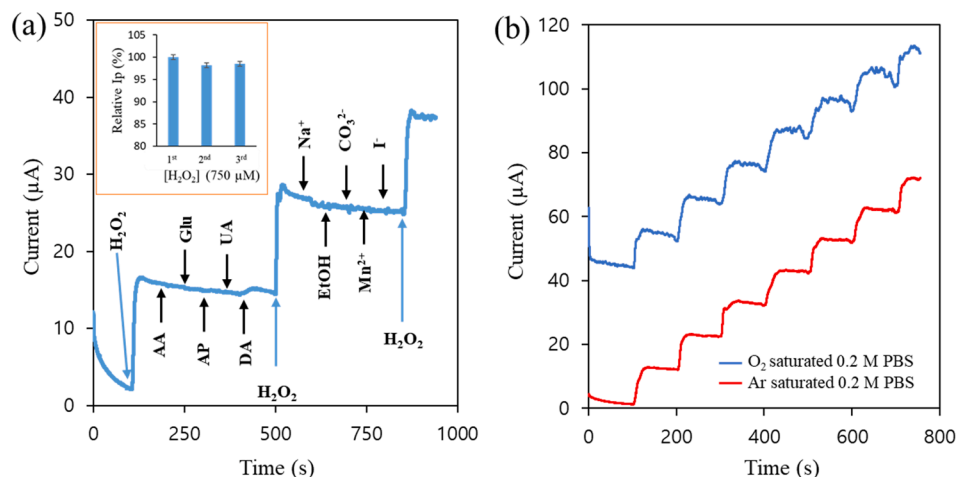 (a)
Current (µA)
50
40
30
20
10
0
0
250
500
750
1000
Time (s)
Relative Ip (%)
105
100
95
90
85
80
1st 2nd 3rd
[H₂O₂] (750 µM)
H₂O₂
AA
Glu
AP
UA
DA
H₂O₂
Na⁺
EtOH
CO₃²⁻
Mn²⁺
I⁻
H₂O₂
(b)
Current (µA)
120
100
80
60
40
20
0
0
200
400
600
800
Time (s)
O₂ saturated 0.2 M PBS
Ar saturated 0.2 M PBS